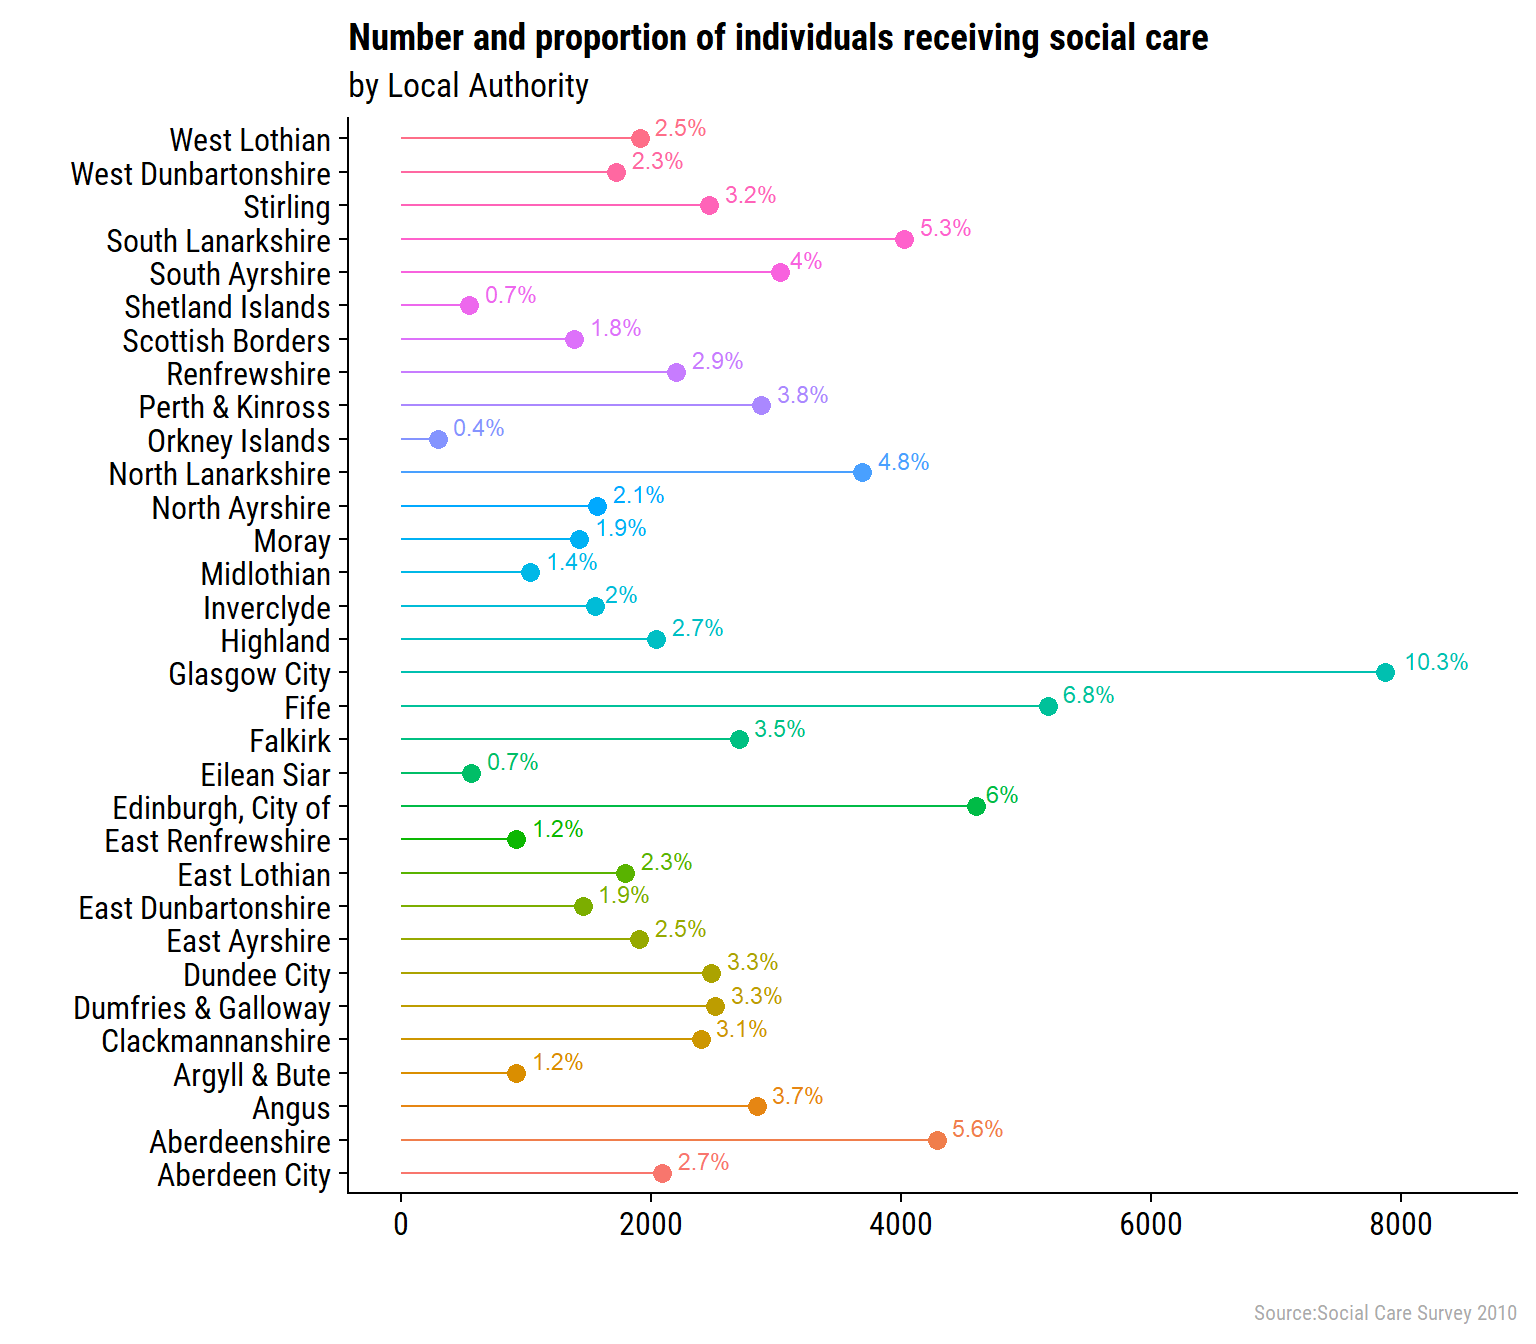 Number and proportion of individuals receiving social care
by Local Authority
West Lothian 2.5%
West Dunbartonshire 2.3%
Stirling 3.2%
South Lanarkshire 5.3%
South Ayrshire 4%
Shetland Islands 0.7%
Scottish Borders 1.8%
Renfrewshire 2.9%
Perth & Kinross 3.8%
Orkney Islands 0.4%
North Lanarkshire 4.8%
North Ayrshire 2.1%
Moray 1.9%
Midlothian 1.4%
Inverclyde 2%
Highland 2.7%
Glasgow City 10.3%
Fife 6.8%
Falkirk 3.5%
Eilean Siar 0.7%
Edinburgh, City of 6%
East Renfrewshire 1.2%
East Lothian 2.3%
East Dunbartonshire 1.9%
East Ayrshire 2.5%
Dundee City 3.3%
Dumfries & Galloway 3.3%
Clackmannanshire 3.1%
Argyll & Bute 1.2%
Angus 3.7%
Aberdeenshire 5.6%
Aberdeen City 2.7%
0 2000 4000 6000 8000
Source:Social Care Survey 2010